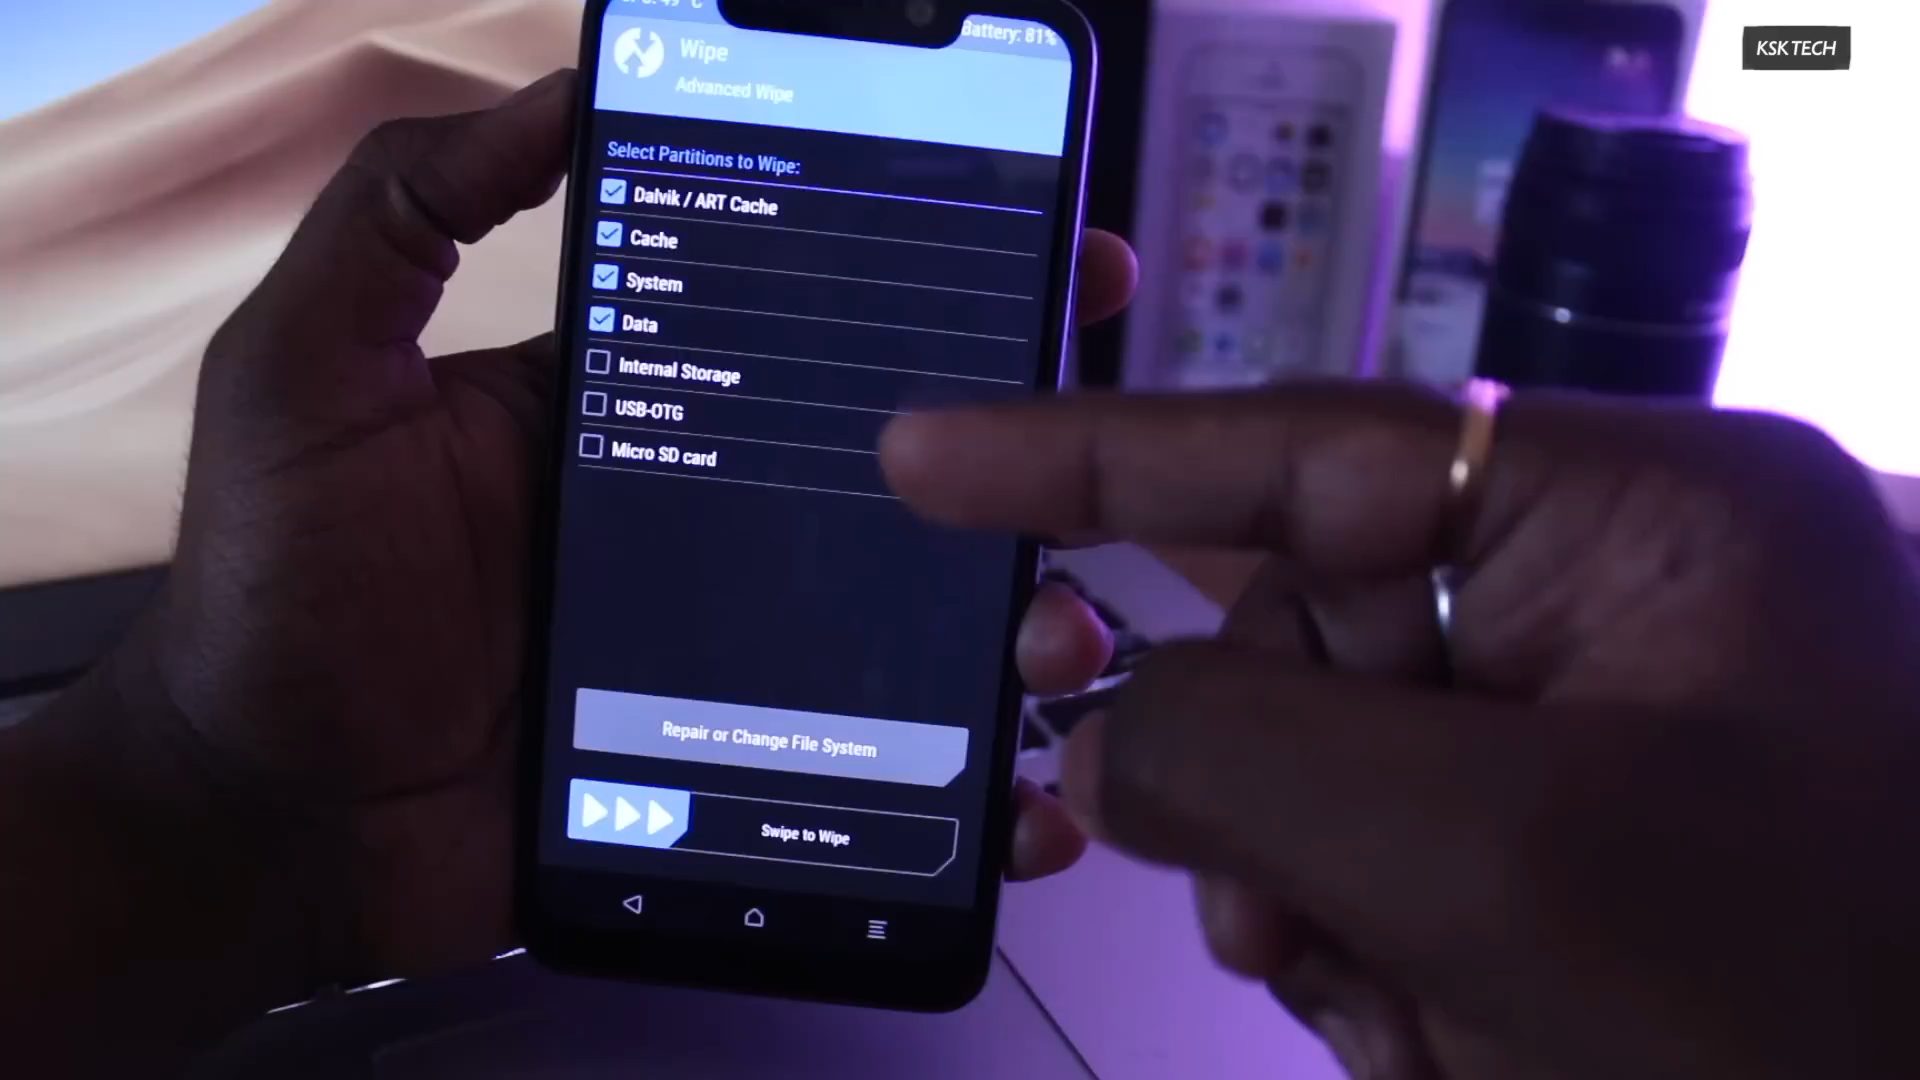 Battery: 81%
KSK TECH
Wipe
Advanced Wipe
Select Partitions to Wipe:
Dalvik / ART Cache
Cache
System
Data
Internal Storage
USB-OTG
Micro SD card
Repair or Change File System
Swipe to Wipe